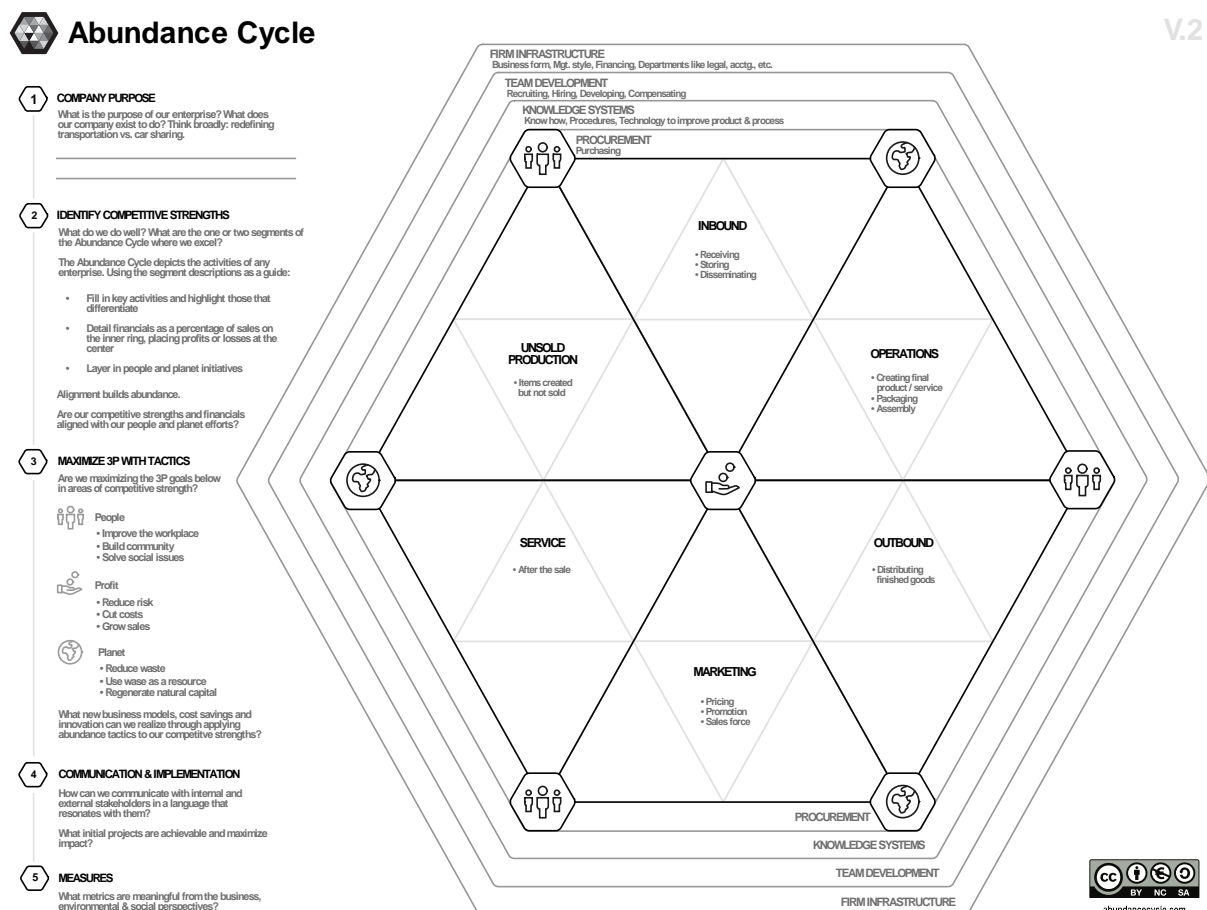 Abundance Cycle
V.2
1
COMPANY PURPOSE
What is the purpose of our enterprise? What does
our company exist to do? Think broadly: redefining
transportation vs. car sharing.
2
IDENTIFY COMPETITIVE STRENGTHS
What do we do well? What are the one or two segments of
the Abundance Cycle where we excel?
The Abundance Cycle depicts the activities of any
enterprise. Using the segment descriptions as a guide:
• Fill in key activities and highlight those that
differentiate
• Detail financials as a percentage of sales on
the inner ring, placing profits or losses at the
center
• Layer in people and planet initiatives
Alignment builds abundance.
Are our competitive strengths and financials
aligned with our people and planet efforts?
3
MAXIMIZE 3P WITH TACTICS
Are we maximizing the 3P goals below
in areas of competitive strength?
People
• Improve the workplace
• Build community
• Solve social issues
Profit
• Reduce risk
• Cut costs
• Grow sales
Planet
• Reduce waste
• Use wase as a resource
• Regenerate natural capital
What new business models, cost savings and
innovation can we realize through applying
abundance tactics to our competitve strengths?
4
COMMUNICATION & IMPLEMENTATION
How can we communicate with internal and
external stakeholders in a language that
resonates with them?
What initial projects are achievable and maximize
impact?
5
MEASURES
What metrics are meaningful from the business,
environmental & social perspectives?
FIRM INFRASTRUCTURE
Business form, Mgt. style, Financing, Departments like legal, acctg., etc.
TEAM DEVELOPMENT
Recruiting, Hiring, Developing, Compensating
KNOWLEDGE SYSTEMS
Know how, Procedures, Technology to improve product & process
PROCUREMENT
Purchasing
INBOUND
• Receiving
• Storing
• Disseminating
UNSOLD
PRODUCTION
• Items created
but not sold
OPERATIONS
• Creating final
product / service
• Packaging
• Assembly
SERVICE
• After the sale
OUTBOUND
• Distributing
finished goods
MARKETING
• Pricing
• Promotion
• Sales force
PROCUREMENT
KNOWLEDGE SYSTEMS
TEAM DEVELOPMENT
FIRM INFRASTRUCTURE
cc
BY NC SA
abundancecycle.com